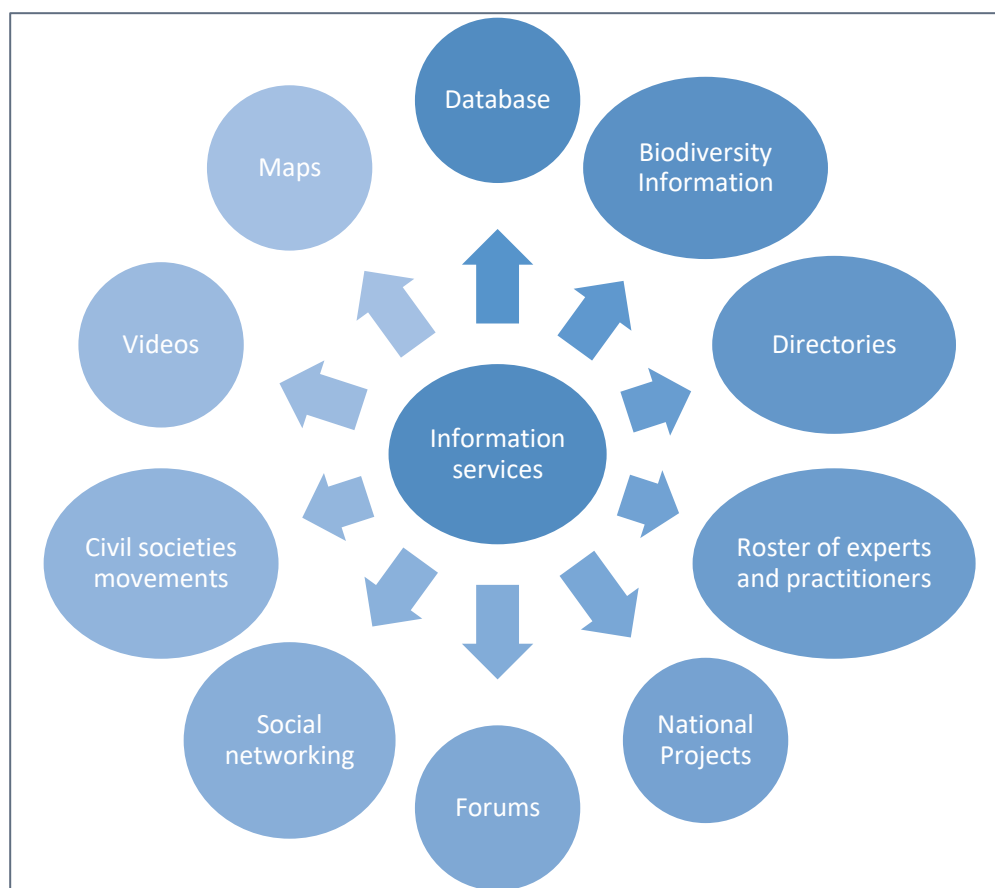 Database
Biodiversity
Information
Directories
Roster of experts
and practitioners
National
Projects
Forums
Social
networking
Civil societies
movements
Videos
Maps
Information
services